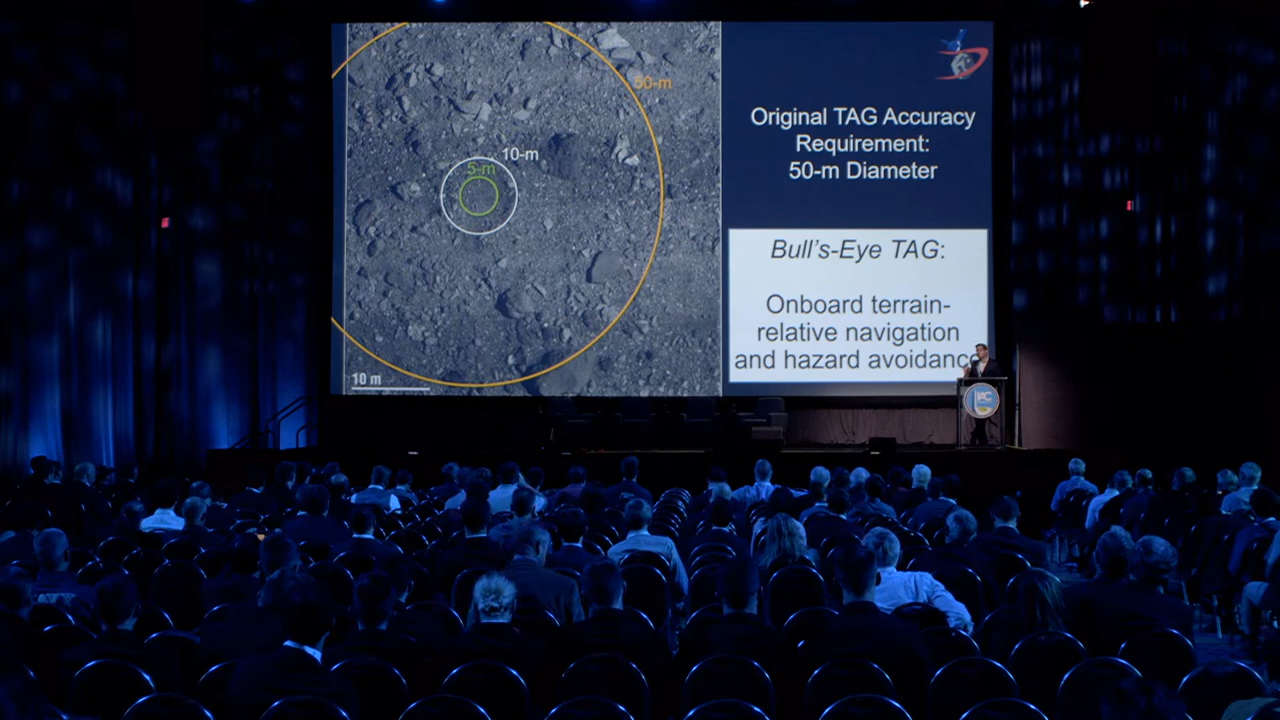 50-m
10-m
5-m
10 m
Original TAG Accuracy
Requirement:
50-m Diameter
Bull's-Eye TAG:
Onboard terrain-
relative navigation
and hazard avoidance
IAC